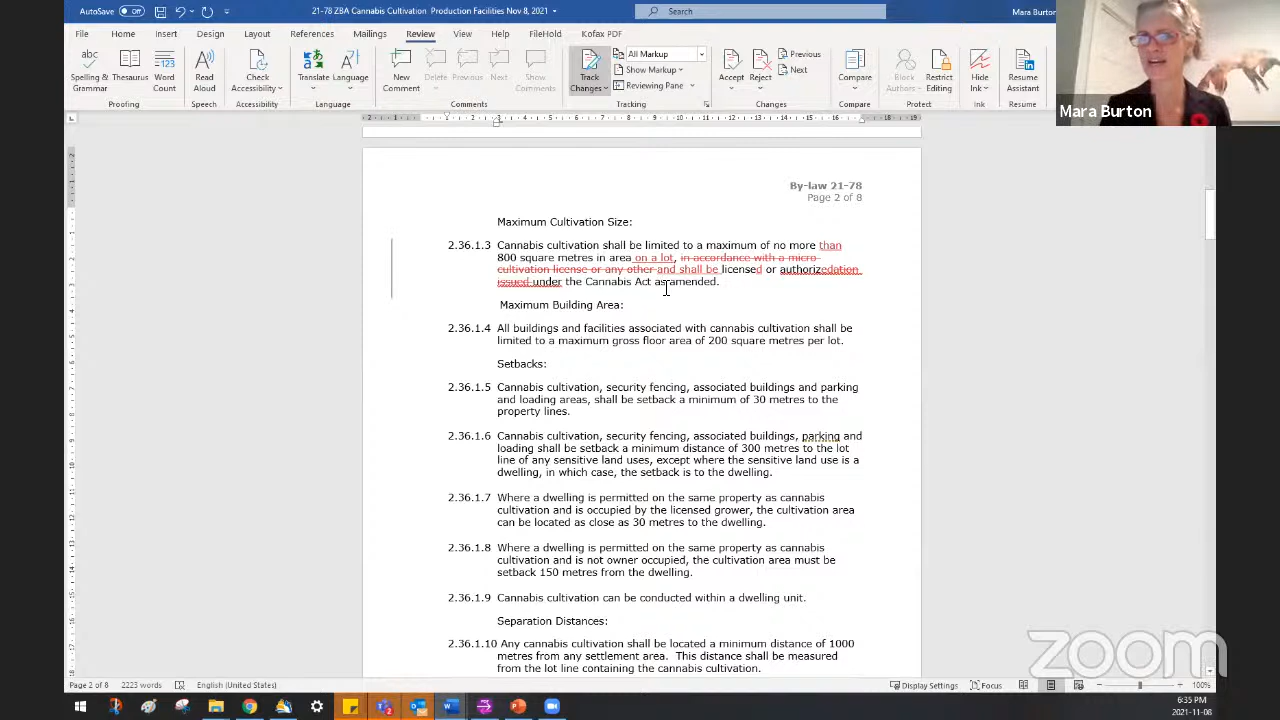 AutoSave Off 21-78 ZBA Cannabis Cultivation Production Facilities Nov 8, 2021 Search Mara Burton
File Home Insert Design Layout References Mailings Review View Help FileHold Kofax PDF
abc 123
Spelling & Grammar Thesaurus Word Count Read Aloud Check Accessibility Translate Language New Comment Delete Previous Next Show Comments Track Changes All Markup Show Markup Reviewing Pane Accept Reject Previous Next Compare Block Authors Restrict Editing Hide Ink Resume Assistant
Proofing Speech Accessibility Language Comments Tracking Changes Compare Protect Ink Resume
Mara Burton
By-law 21-78
Page 2 of 8
Maximum Cultivation Size:
2.36.1.3 Cannabis cultivation shall be limited to a maximum of no more than
800 square metres in area on a lot, in accordance with a micro-
cultivation license or any other and shall be licensed or authorizedation
issued under the Cannabis Act as amended.
Maximum Building Area:
2.36.1.4 All buildings and facilities associated with cannabis cultivation shall be
imited to a maximum gross floor area of 200 square metres per lot.
Setbacks:
2.36.1.5 Cannabis cultivation, security fencing, associated buildings and parking
and loading areas, shall be setback a minimum of 30 metres to the
property lines.
2.36.1.6 Cannabis cultivation, security fencing, associated buildings, parking and
loading shall be setback a minimum distance of 300 metres to the lot
line of any sensitive land uses, except where the sensitive land use is a
dwelling, in which case, the setback is to the dwelling.
2.36.1.7 Where a dwelling is permitted on the same property as cannabis
cultivation and is occupied by the licensed grower, the cultivation area
can be located as close as 30 metres to the dwelling.
2.36.1.8 Where a dwelling is permitted on the same property as cannabis
cultivation and is not owner occupied, the cultivation area must be
setback 150 metres from the dwelling.
2.36.1.9 Cannabis cultivation can be conducted within a dwelling unit.
Separation Distances:
2.36.1.10 Any cannabis cultivation shall be located a minimum distance of 1000
metres from any settlement area. This distance shall be measured
from the lot line containing the cannabis cultivation.
zoom
Page 2 of 8 2223 words English (United States) Display Settings Focus 100%
6:35 PM
2021-11-08